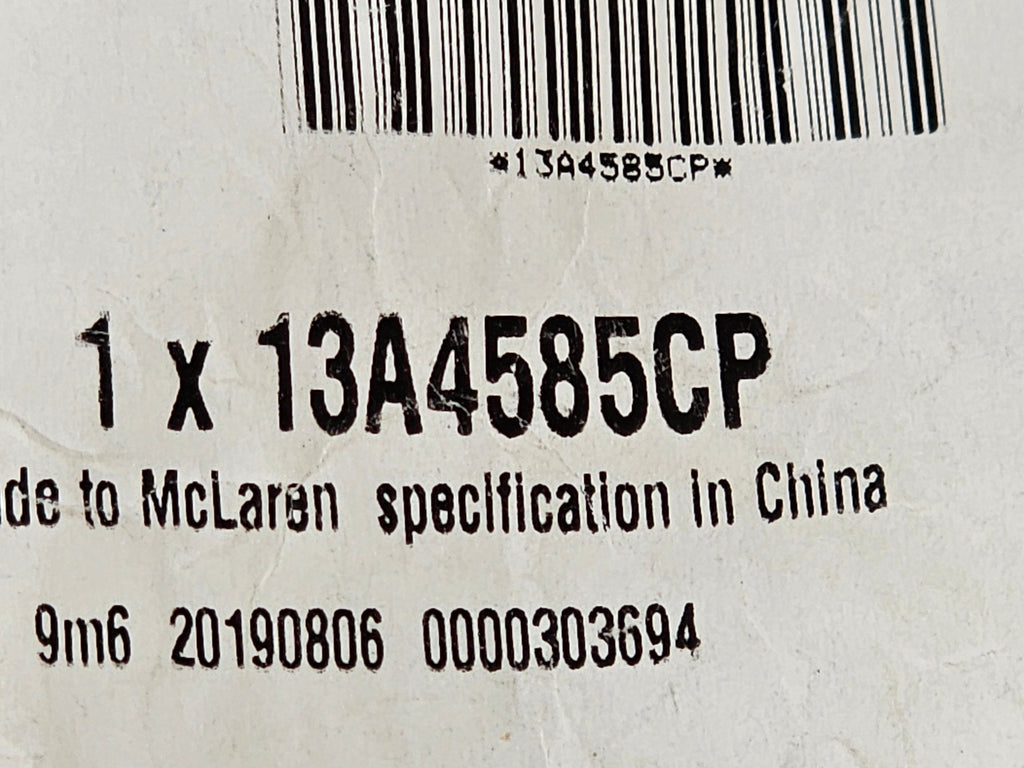 *13A4585CP*
1 x 13A4585CP
de to McLaren specification in China
9m6 20190806 0000303694